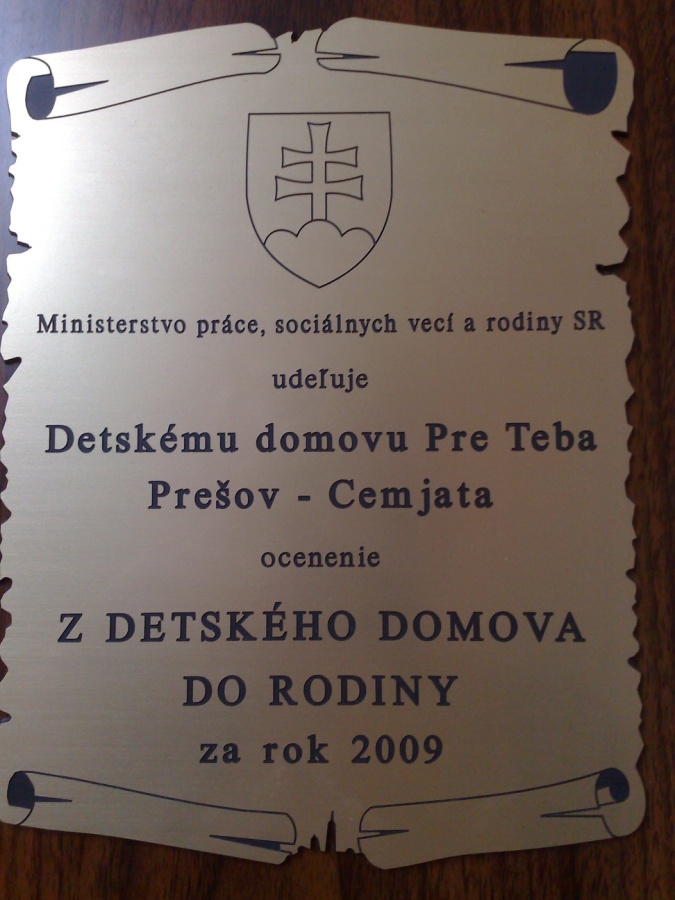 Ministerstvo práce, sociálnych vecí a rodiny SR
udeľuje
Detskému domovu Pre Teba
Prešov - Cemjata
ocenenie
Z DETSKÉHO DOMOVA
DO RODINY
za rok 2009